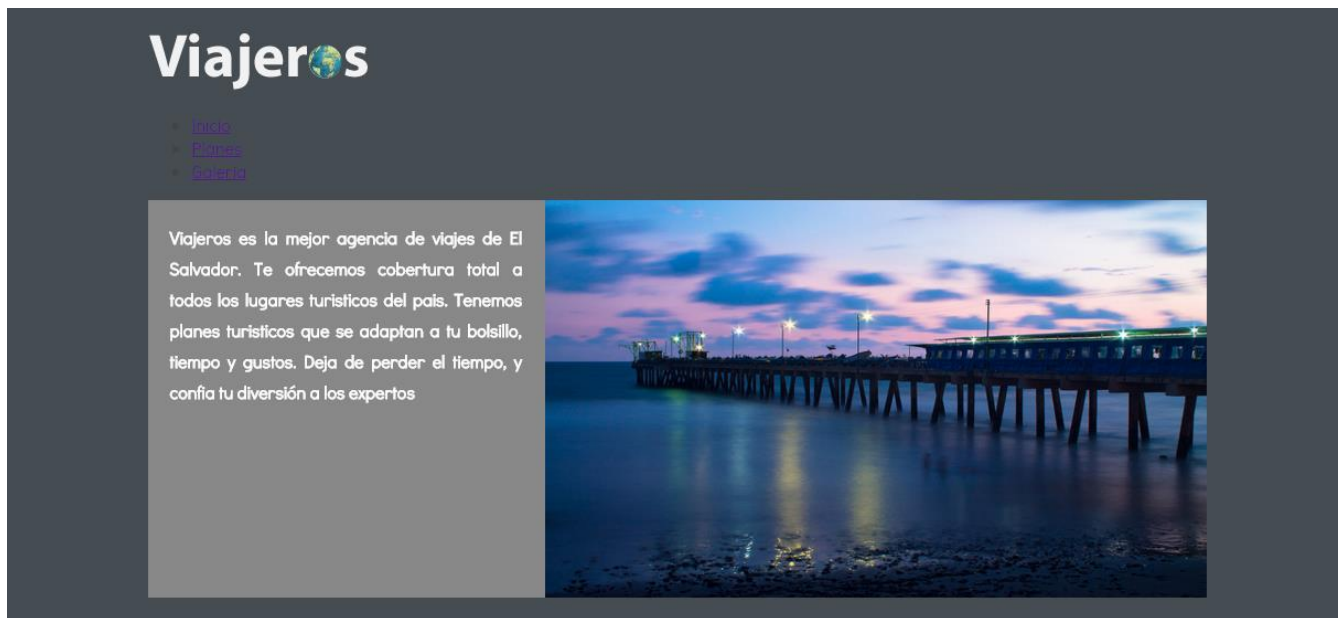 Viajeros
Inicio
Planes
Galería
Viajeros es la mejor agencia de viajes de El
Salvador. Te ofrecemos cobertura total a
todos los lugares turisticos del pais. Tenemos
planes turisticos que se adaptan a tu bolsillo,
tiempo y gustos. Deja de perder el tiempo, y
confia tu diversión a los expertos